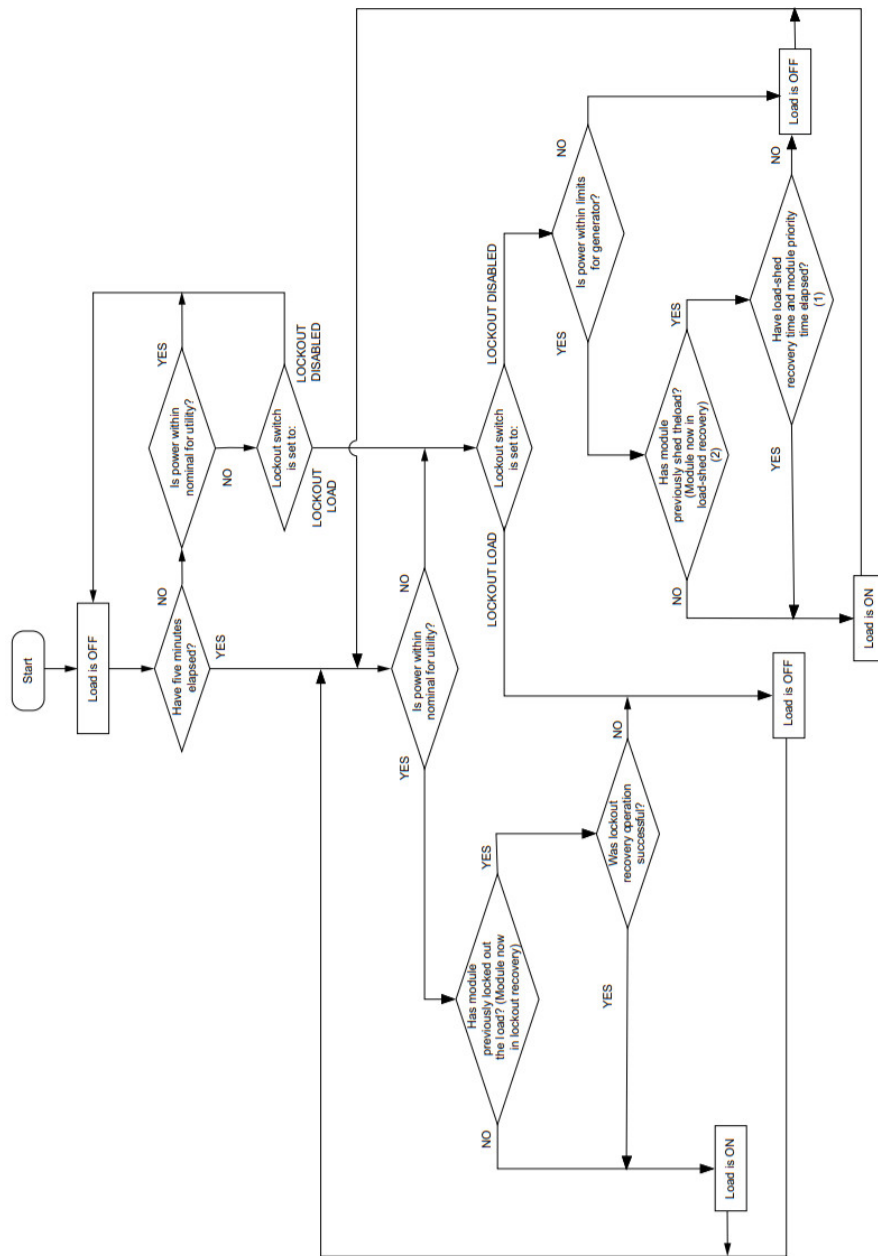 Start
Load is OFF
Have five minutes
elapsed?
NO
YES
Is power within
nominal for utility?
YES
NO
Lockout switch
is set to:
LOCKOUT
DISABLED
LOCKOUT
LOAD
Is power within
nominal for utility?
YES
NO
Has module
previously locked out
the load? (Module now
in lockout recovery)
NO
YES
Was lockout
recovery operation
successful?
YES
NO
Load is ON
Load is OFF
Lockout switch
is set to:
LOCKOUT LOAD
LOCKOUT DISABLED
Is power within limits
for generator?
YES
NO
Has module
previously shed theload?
(Module now in
load-shed recovery)
(2)
NO
YES
Have load-shed
recovery time and module priority
time elapsed?
(1)
YES
NO
Load is ON
Load is OFF